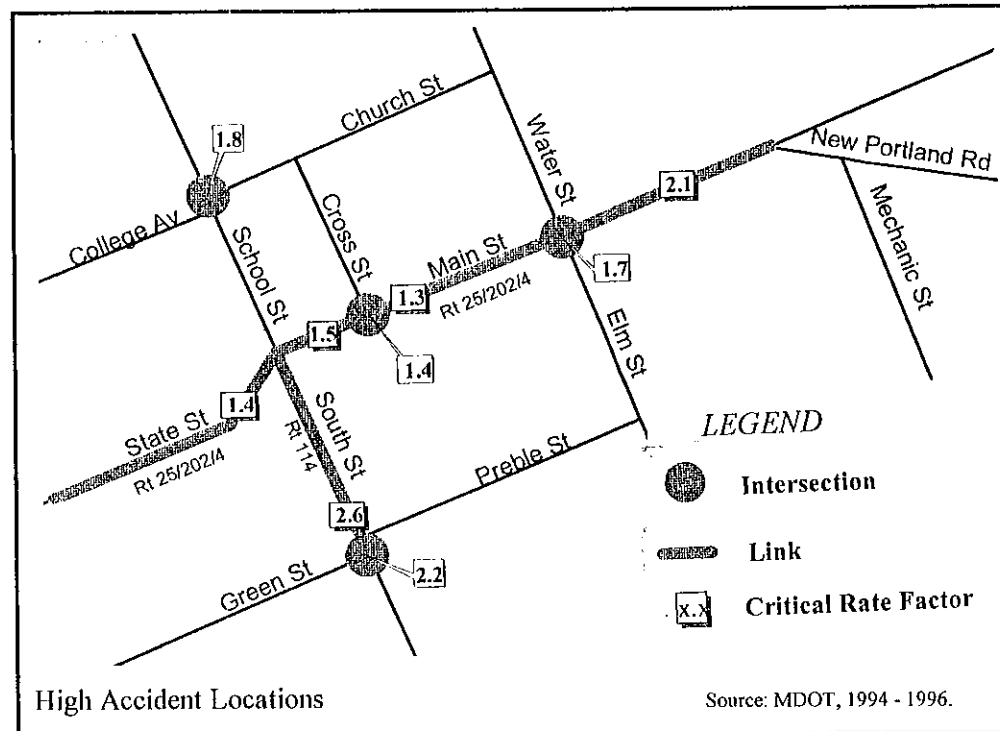 1.8
Church St
Water St
New Portland Rd
2.1
College Av
School St
Cross St
Mechanic St
Main St
Rt 25/202/4
1.7
1.3
1.5
1.4
Elm St
1.4
State St
Rt 25/202/4
South St
Rt 114
Preble St
2.6
Green St
2.2
LEGEND
Intersection
Link
x.x Critical Rate Factor
High Accident Locations
Source: MDOT, 1994 - 1996.